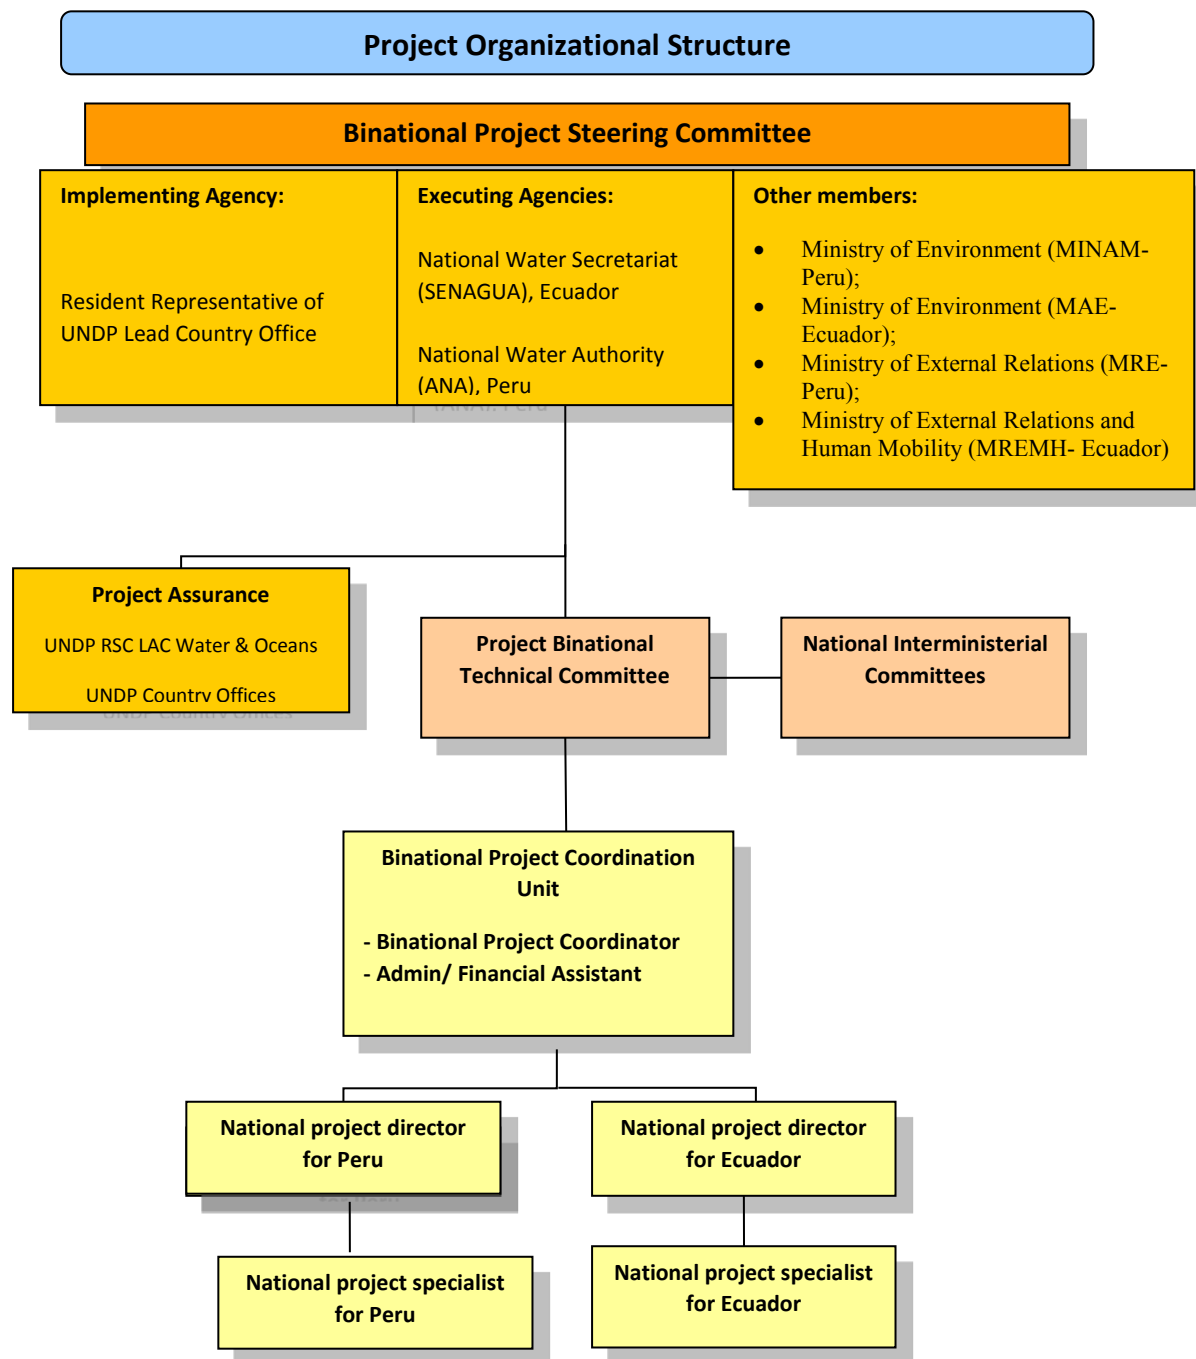 Project Organizational Structure
Binational Project Steering Committee
Implementing Agency:
Resident Representative of
UNDP Lead Country Office
Executing Agencies:
National Water Secretariat
(SENAGUA), Ecuador
National Water Authority
(ANA), Peru
Other members:
• Ministry of Environment (MINAM-
Peru);
• Ministry of Environment (MAE-
Ecuador);
• Ministry of External Relations (MRE-
Peru);
• Ministry of External Relations and
Human Mobility (MREMH- Ecuador)
Project Assurance
UNDP RSC LAC Water & Oceans
UNDP Country Offices
Project Binational
Technical Committee
National Interministerial
Committees
Binational Project Coordination
Unit
- Binational Project Coordinator
- Admin/ Financial Assistant
National project director
for Peru
National project director
for Ecuador
National project specialist
for Peru
National project specialist
for Ecuador